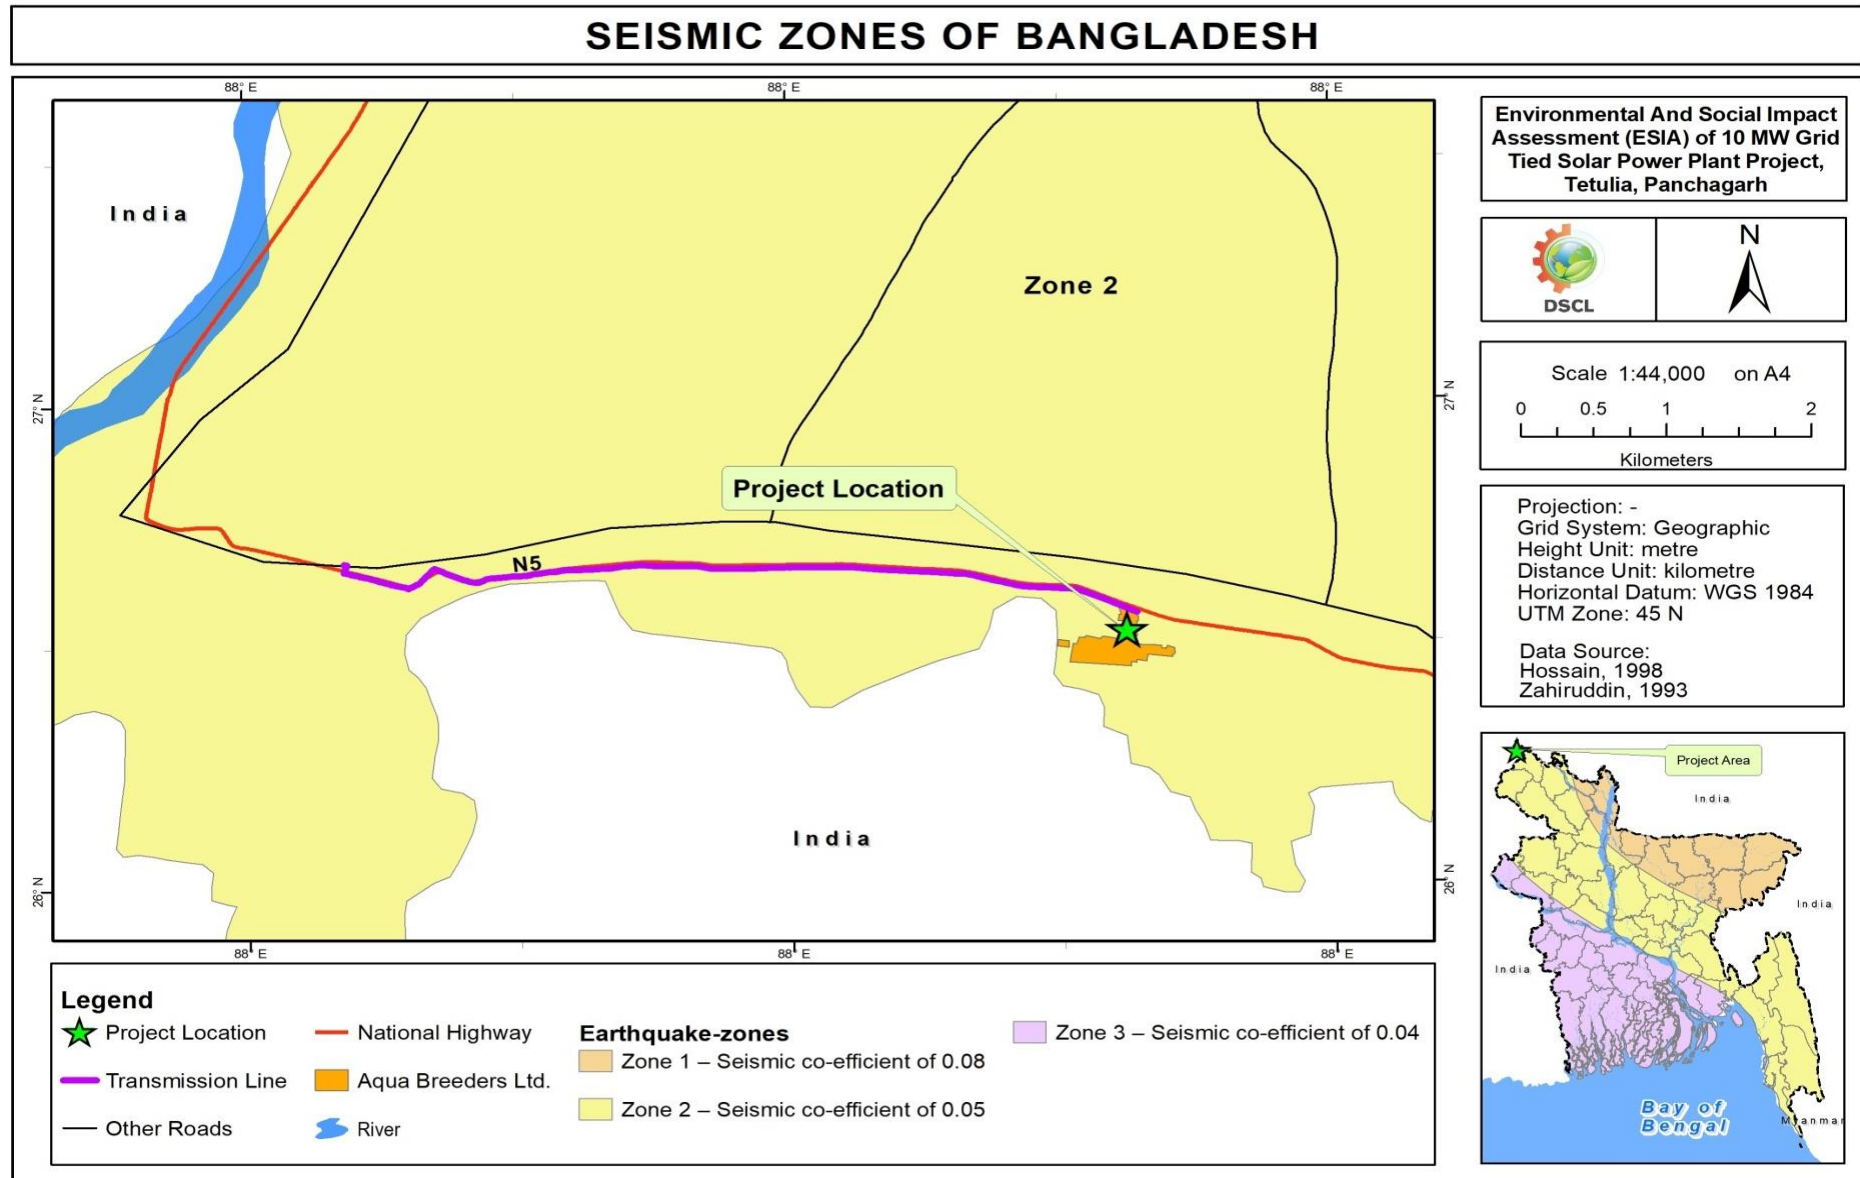 SEISMIC ZONES OF BANGLADESH
88° E
88° E
88° E
India
Zone 2
27° N
27° N
Project Location
N5
India
26° N
26° N
88° E
88° E
88° E
Environmental And Social Impact
Assessment (ESIA) of 10 MW Grid
Tied Solar Power Plant Project,
Tetulia, Panchagarh
DSCL
N
Scale 1:44,000 on A4
0 0.5 1 2
Kilometers
Projection: -
Grid System: Geographic
Height Unit: metre
Distance Unit: kilometre
Horizontal Datum: WGS 1984
UTM Zone: 45 N
Data Source:
Hossain, 1998
Zahiruddin, 1993
Project Area
India
India
India
Bay of
Bengal
Myanmar
Legend
Project Location
Transmission Line
Other Roads
National Highway
Aqua Breeders Ltd.
River
Earthquake-zones
Zone 1 – Seismic co-efficient of 0.08
Zone 2 – Seismic co-efficient of 0.05
Zone 3 – Seismic co-efficient of 0.04